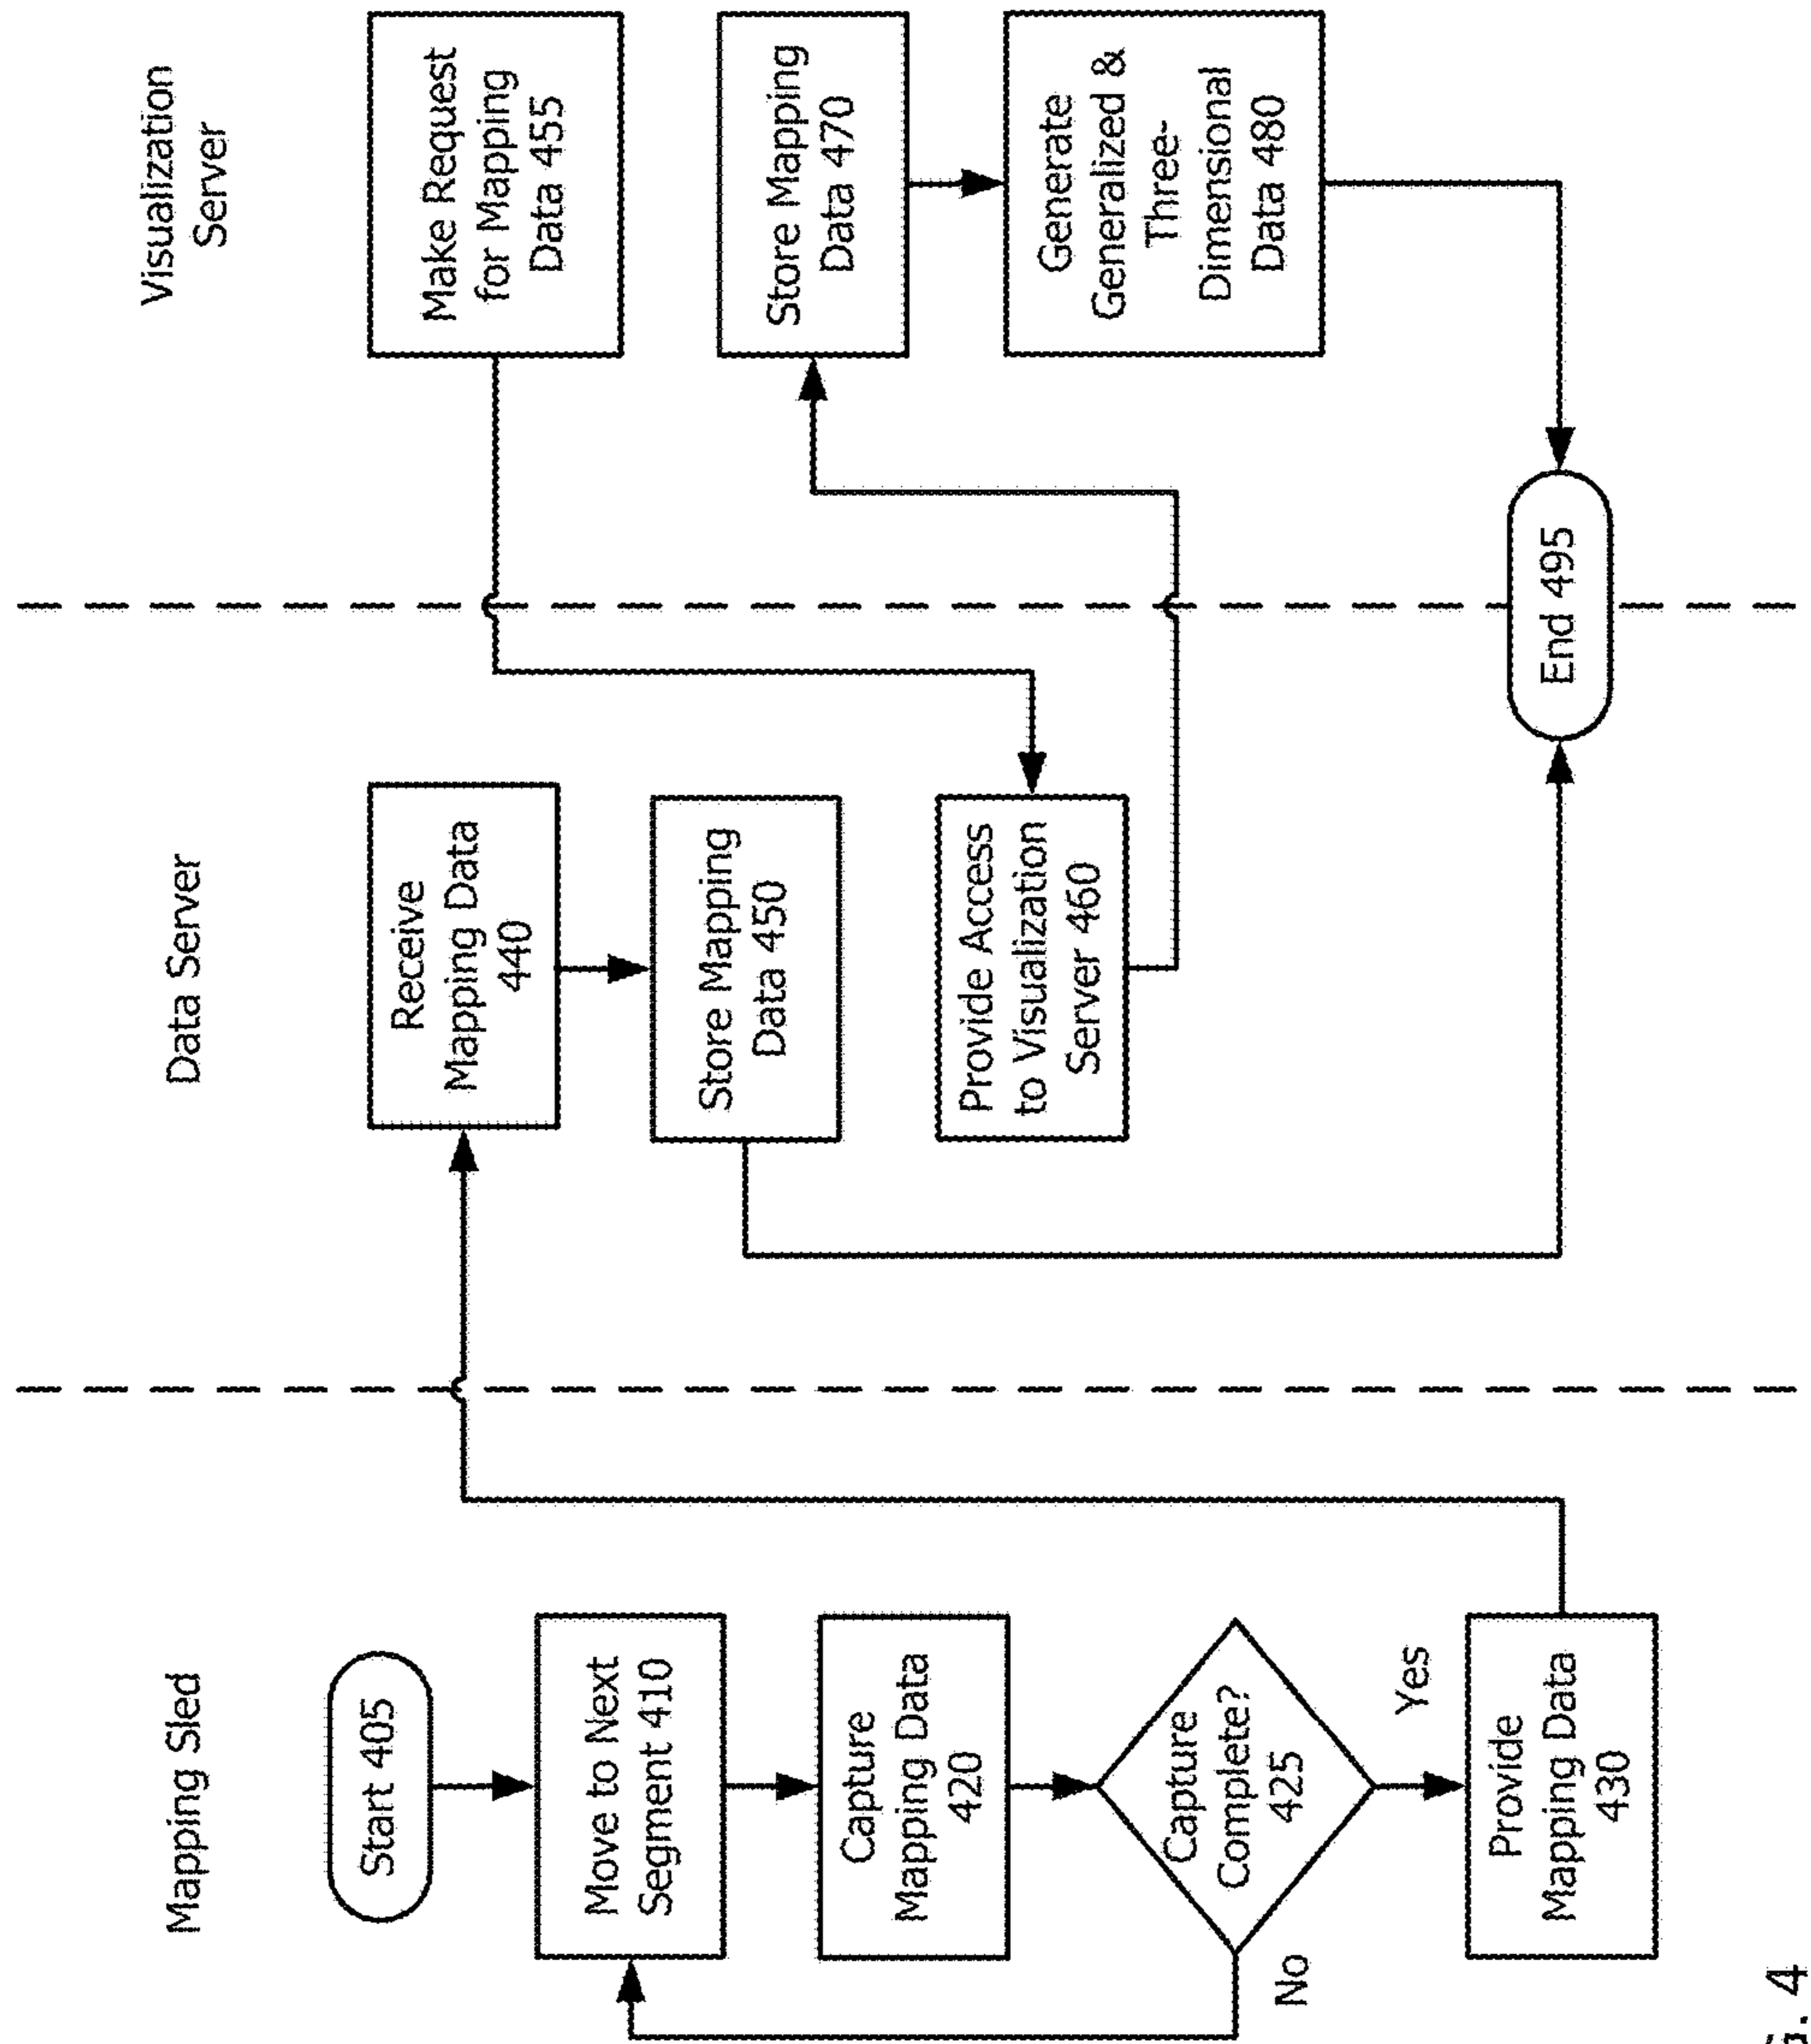 Mapping Sled
Start 405
Move to Next
Segment 410
Capture
Mapping Data
420
Capture
Complete?
425
No
Yes
Provide
Mapping Data
430
Data Server
Receive
Mapping Data
440
Store Mapping
Data 450
Provide Access
to Visualization
Server 460
Visualization
Server
Make Request
for Mapping
Data 455
Store Mapping
Data 470
Generate
Generalized &
Three-
Dimensional
Data 480
End 495
4